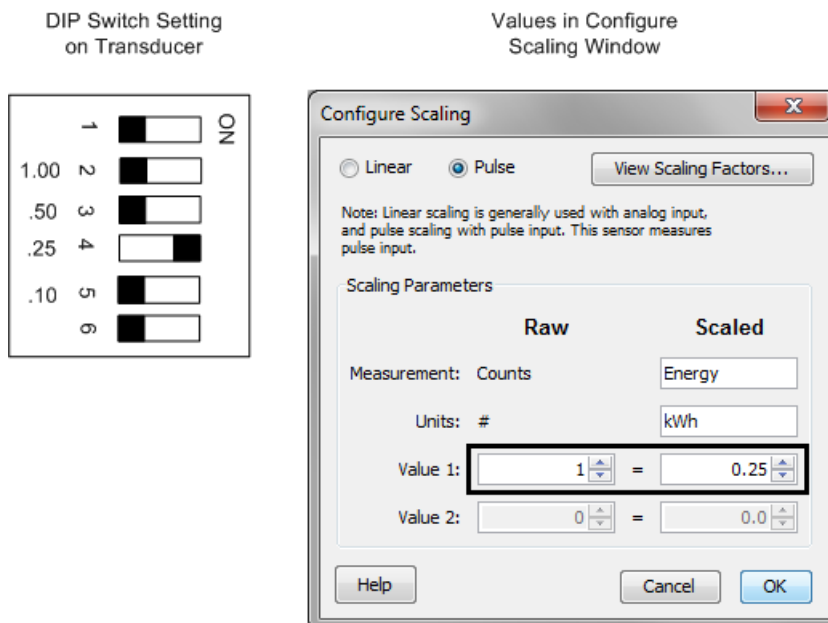 DIP Switch Setting
on Transducer
Values in Configure
Scaling Window
ON
1
1.00 2
.50 3
.25 4
.10 5
6
Configure Scaling
X
Linear Pulse View Scaling Factors...
Note: Linear scaling is generally used with analog input,
and pulse scaling with pulse input. This sensor measures
pulse input.
Scaling Parameters
Raw Scaled
Measurement: Counts Energy
Units: # kWh
Value 1: 1 = 0.25
Value 2: 0 = 0.0
Help Cancel OK